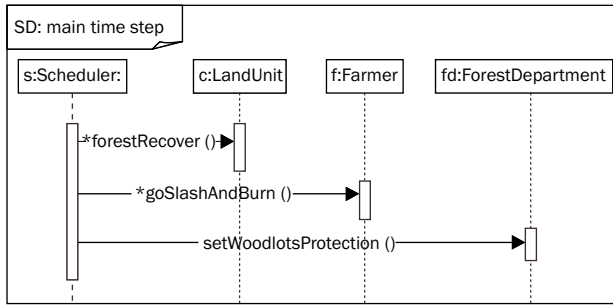 SD: main time step
s:Scheduler:
c:LandUnit
f:Farmer
fd:ForestDepartment
*forestRecover ()
*goSlashAndBurn ()
setWoodlotsProtection ()